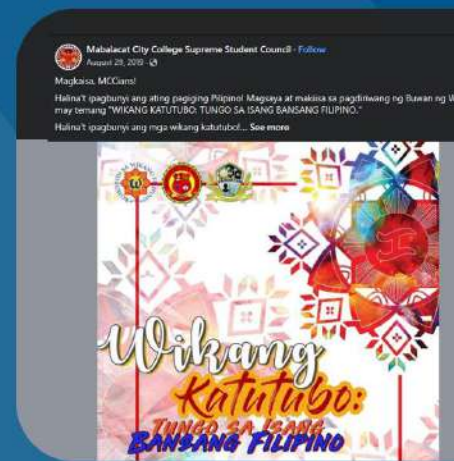 Mabalacat City College Supreme Student Council · Follow
August 29, 2019 ·
Magkaisa, MCCians!
Halina't ipagbunyi ang ating pagiging Pilipino! Magsaya at makiisa sa pagdiriwang ng Buwan ng W
may temang "WIKANG KATUTUBO: TUNGO SA ISANG BANSANG FILIPINO."
Halina't ipagbunyi ang mga wikang katutubo!... See more
Wikang
Katutubo:
TUNGO SA ISANG
BANSANG FILIPINO